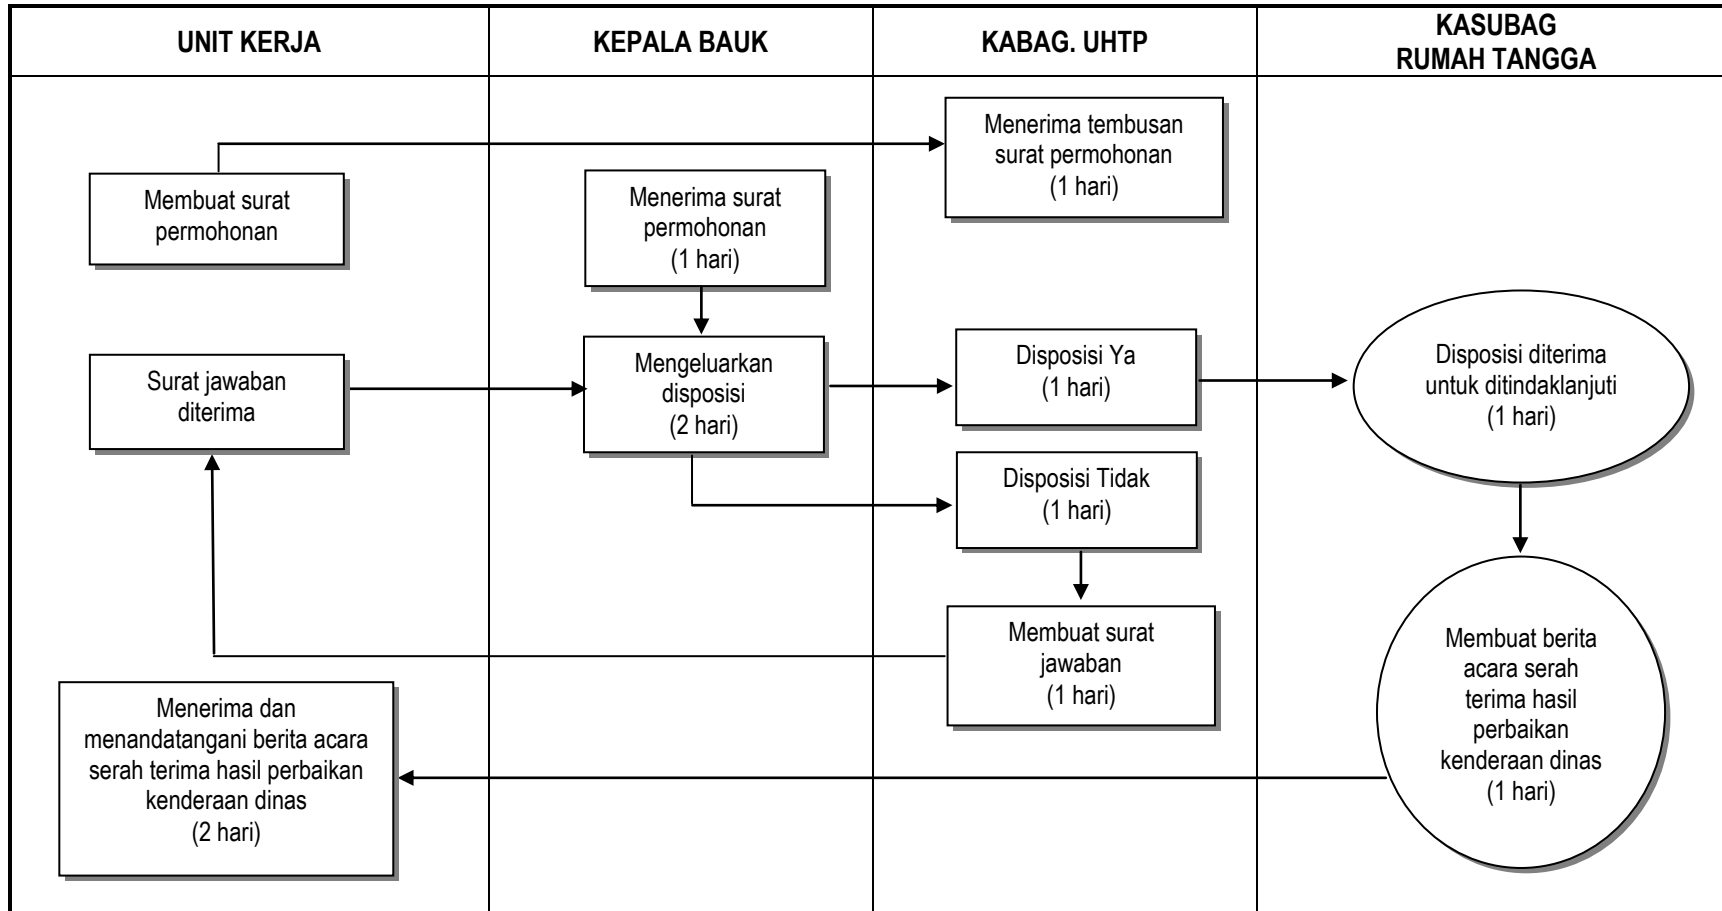 UNIT KERJA
KEPALA BAUK
KABAG. UHTP
KASUBAG
RUMAH TANGGA
Menerima tembusan
surat permohonan
(1 hari)
Membuat surat
permohonan
Menerima surat
permohonan
(1 hari)
Surat jawaban
diterima
Mengeluarkan
disposisi
(2 hari)
Disposisi Ya
(1 hari)
Disposisi diterima
untuk ditindaklanjuti
(1 hari)
Disposisi Tidak
(1 hari)
Membuat surat
jawaban
(1 hari)
Membuat berita
acara serah
terima hasil
perbaikan
kenderaan dinas
(1 hari)
Menerima dan
menandatangani berita acara
serah terima hasil perbaikan
kenderaan dinas
(2 hari)